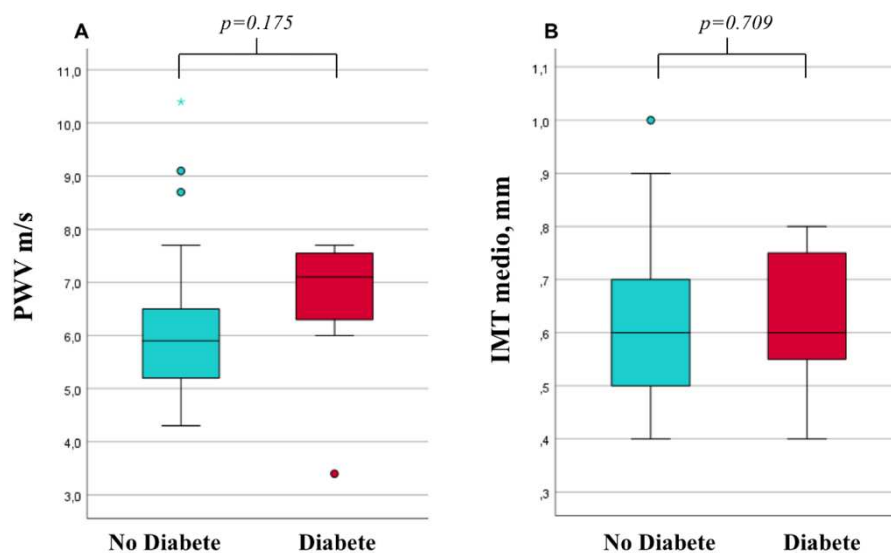 A
p=0.175
11,0
10,0
9,0
8,0
7,0
6,0
5,0
4,0
3,0
PWV m/s
No Diabete
Diabete
B
p=0.709
1,1
1,0
,9
,8
,7
,6
,5
,4
,3
IMT medio, mm
No Diabete
Diabete